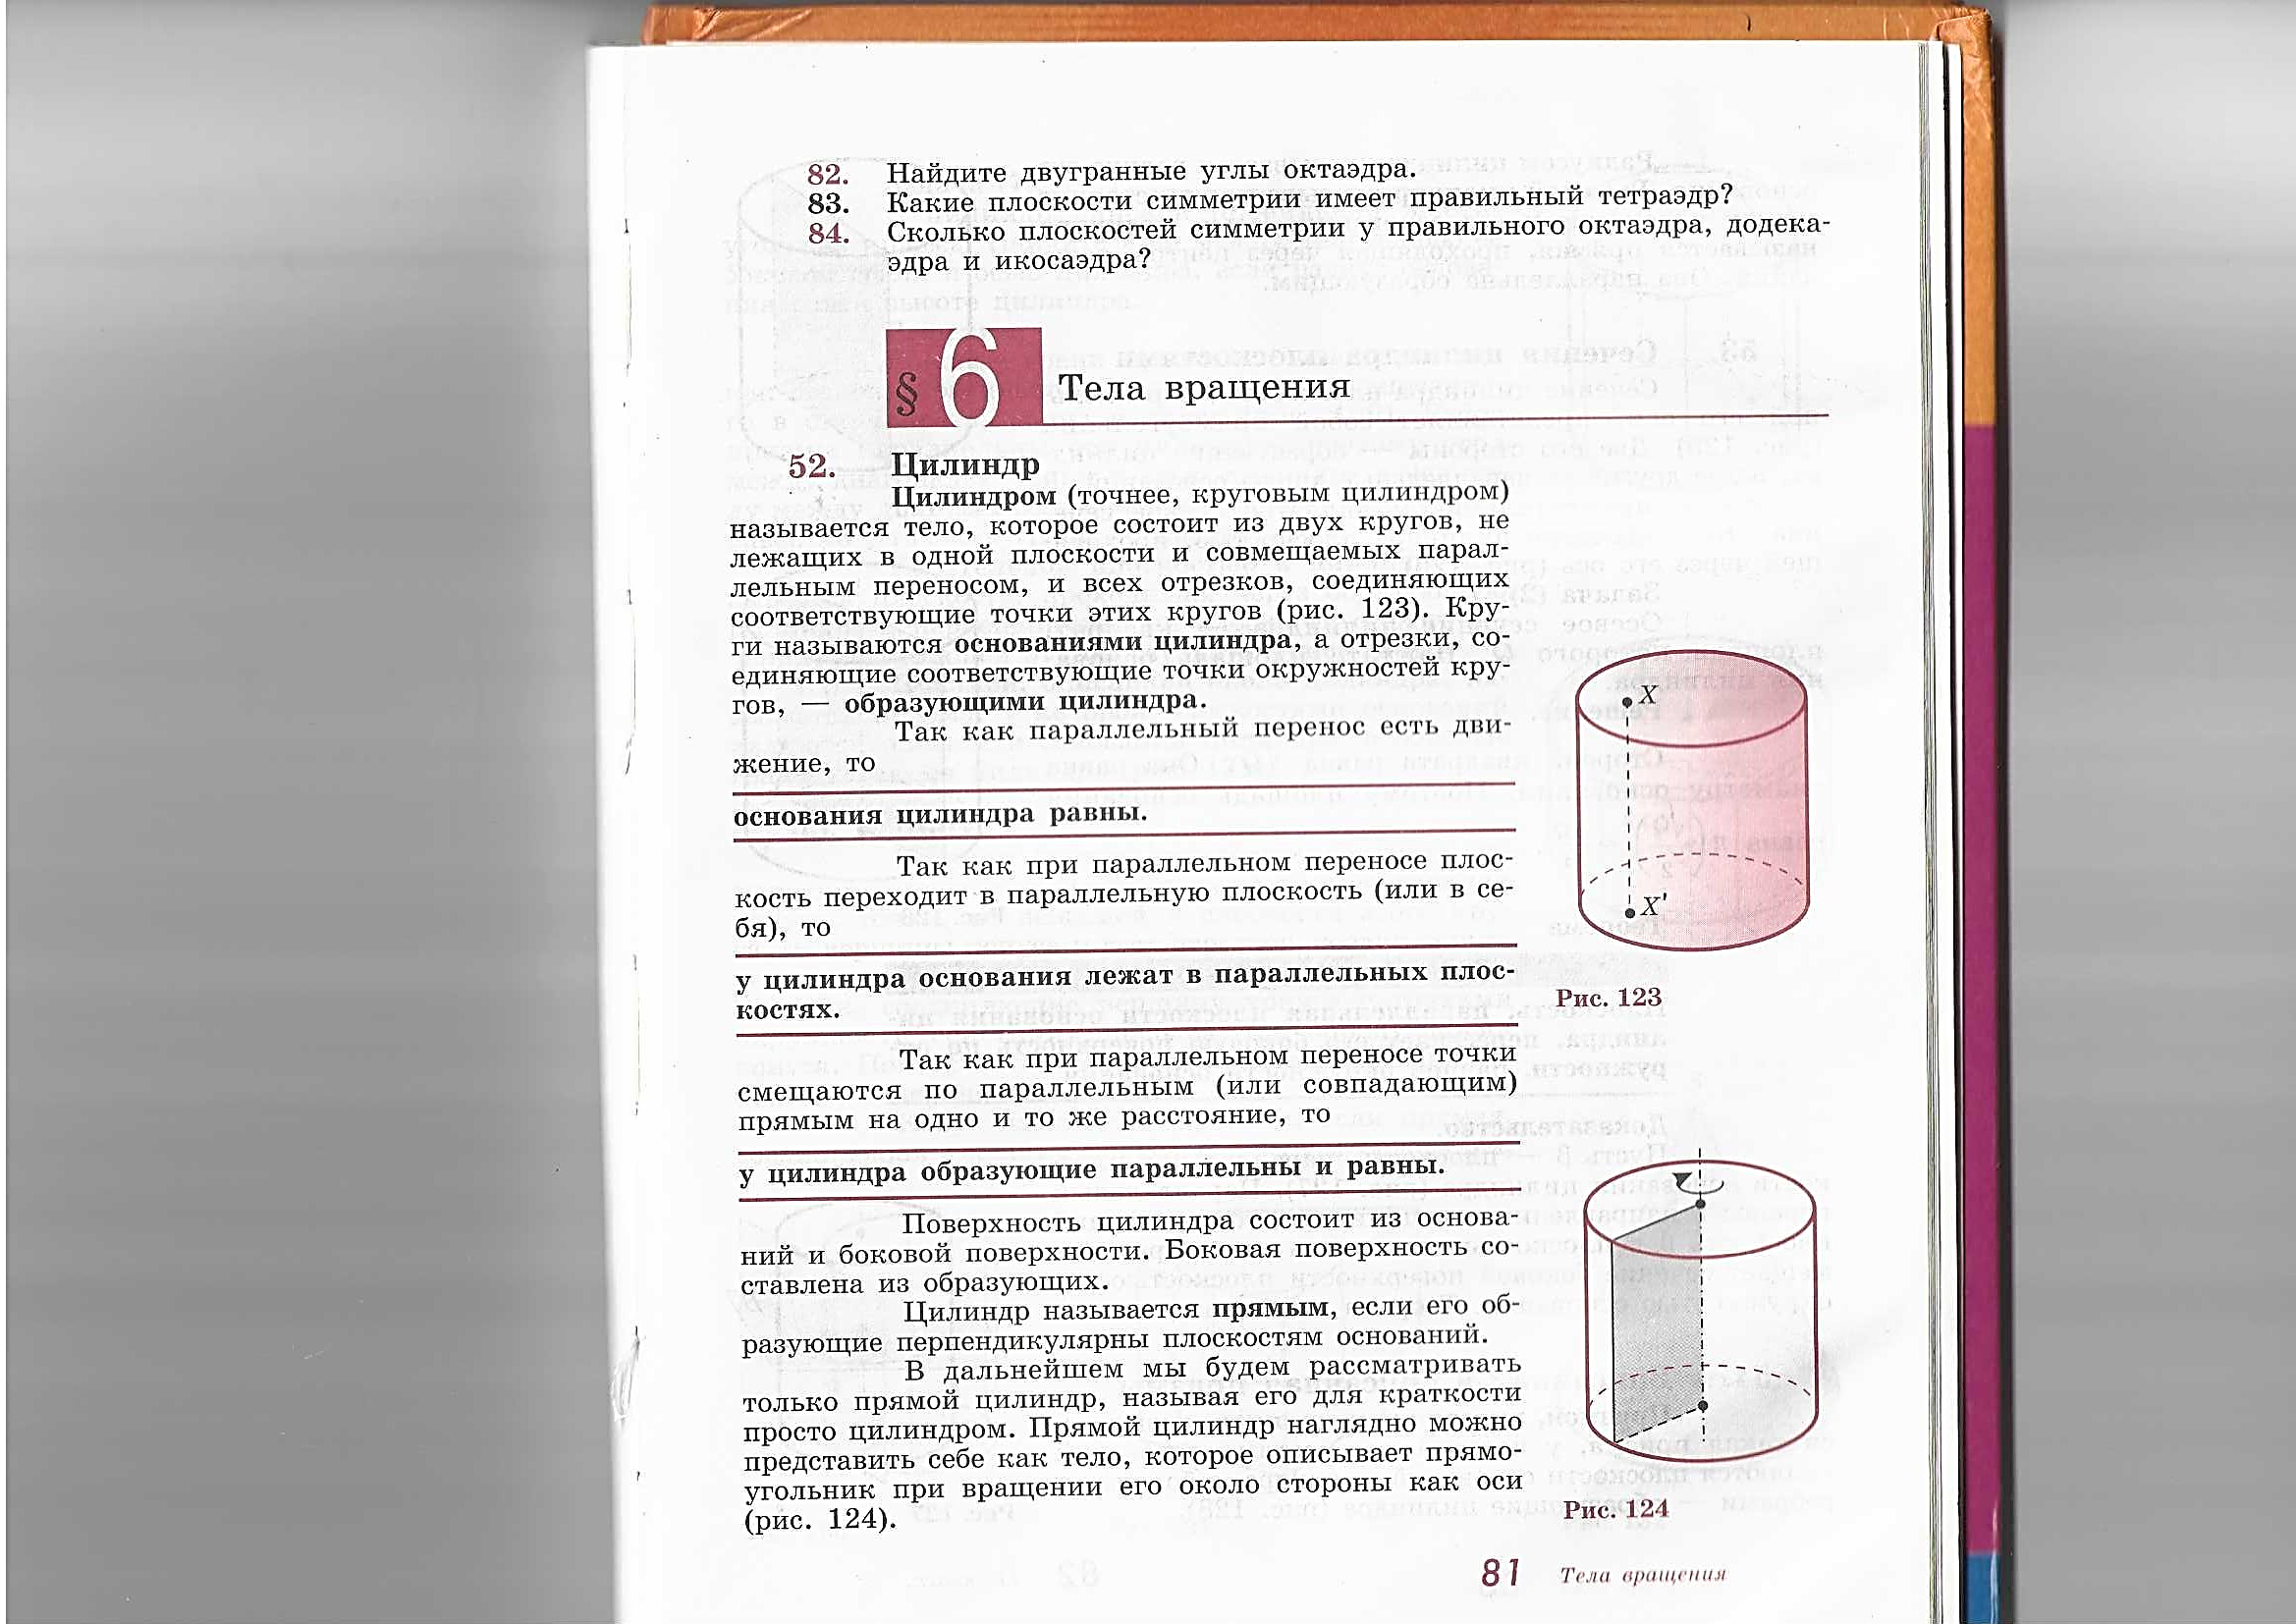 82. Найдите двугранные углы октаэдра.
83. Какие плоскости симметрии имеет правильный тетраэдр?
84. Сколько плоскостей симметрии у правильного октаэдра, додека-
эдра и икосаэдра?
§ 6 Тела вращения
52. Цилиндр
Цилиндром (точнее, круговым цилиндром)
называется тело, которое состоит из двух кругов, не
лежащих в одной плоскости и совмещаемых парал-
лельным переносом, и всех отрезков, соединяющих
соответствующие точки этих кругов (рис. 123). Кру-
ги называются основаниями цилиндра, а отрезки, со-
единяющие соответствующие точки окружностей кру-
гов, — образующими цилиндра.
Так как параллельный перенос есть дви-
жение, то
основания цилиндра равны.
Так как при параллельном переносе плос-
кость переходит в параллельную плоскость (или в се-
бя), то
у цилиндра основания лежат в параллельных плос-
костях.
Так как при параллельном переносе точки
смещаются по параллельным (или совпадающим)
прямым на одно и то же расстояние, то
у цилиндра образующие параллельны и равны.
Поверхность цилиндра состоит из основа-
ний и боковой поверхности. Боковая поверхность со-
ставлена из образующих.
Цилиндр называется прямым, если его об-
разующие перпендикулярны плоскостям оснований.
В дальнейшем мы будем рассматривать
только прямой цилиндр, называя его для краткости
просто цилиндром. Прямой цилиндр наглядно можно
представить себе как тело, которое описывает прямо-
угольник при вращении его около стороны как оси
(рис. 124).
X
X'
Рис. 123
Рис. 124
81 Тела вращения